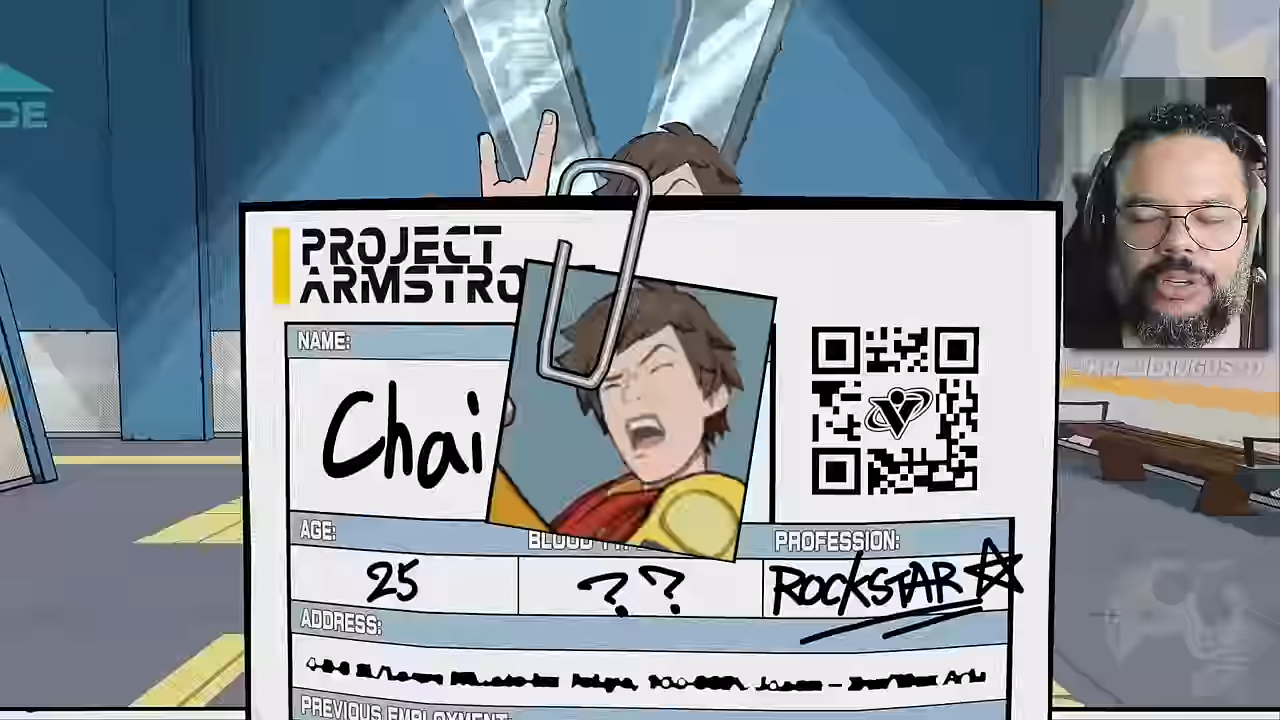 PROJECT
ARMSTRO
NAME:
Chai
AGE:
PROFESSION:
25
??
ROCKSTAR
ADDRESS:
PREVIOUS EMPLOYMENT: